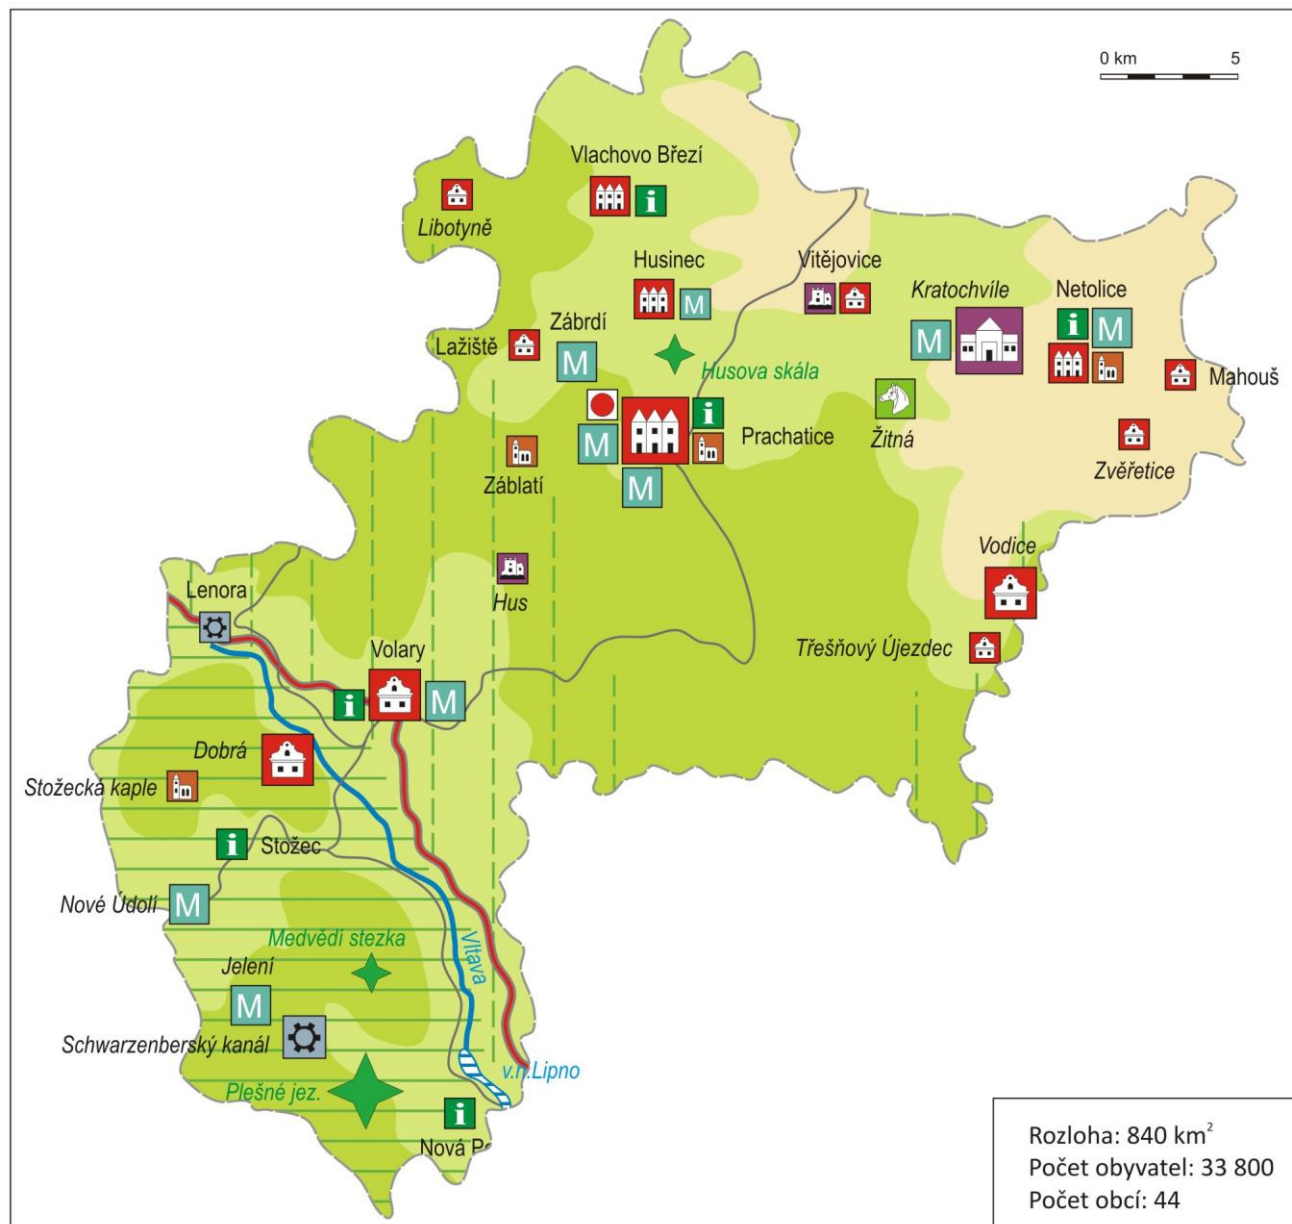 0 km 5
Vlachovo Březí
i
Libotyně
Husinec
M
Vitějovice
Kratochvíle
M
Netolice
i M
Zábrdí
M
Lažiště
Husova skála
Mahouš
i
Prachatice
M
M
Žitná
Zvěřetice
Záblatí
Vodice
Hus
Lenora
Třešňový Újezdec
Volary
i M
Dobrá
Stožecká kaple
i
Stožec
Nové Údolí M
Medvědí stezka
Vltava
Jelení
M
Schwarzenberský kanál
v.n.Lipno
Plešné jez.
i
Nová
Rozloha: 840 km²
Počet obyvatel: 33 800
Počet obcí: 44